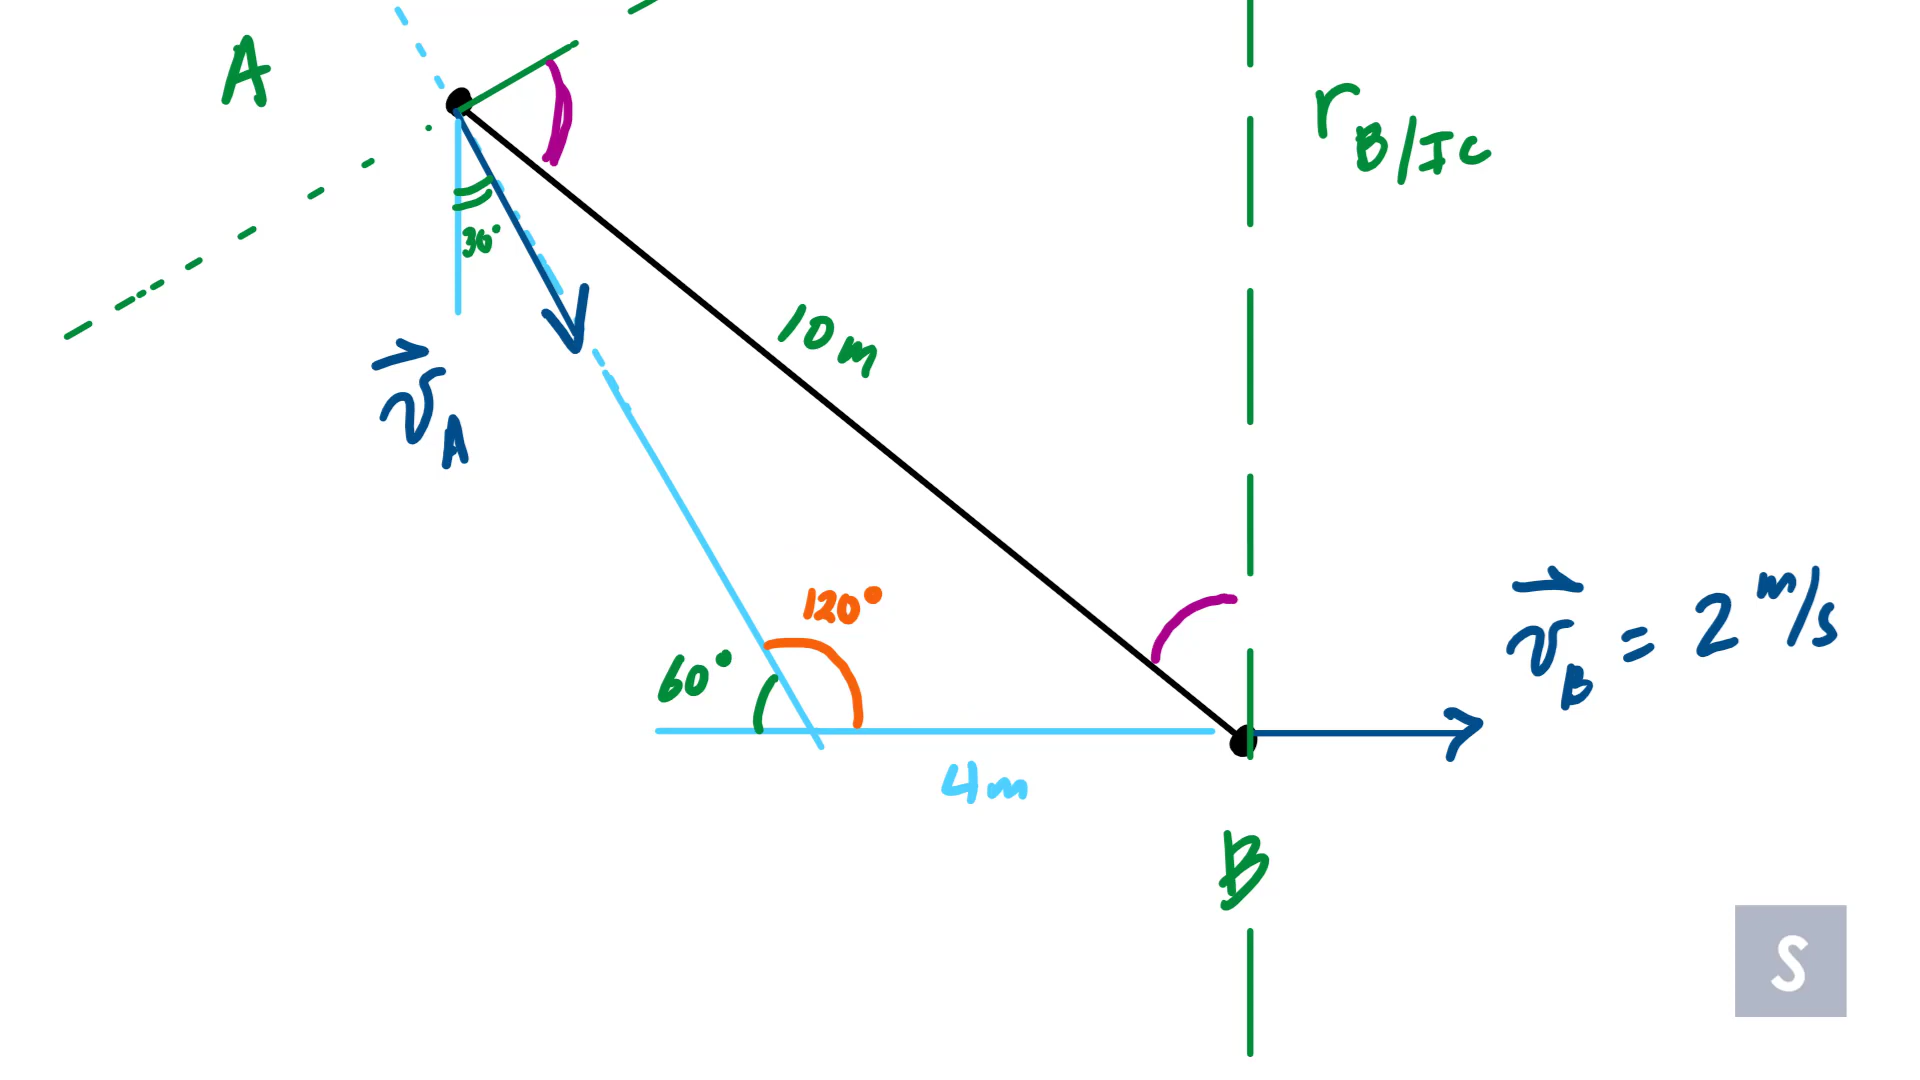 A
r B/IC
30°
10m
v⃗ A
120°
60°
v⃗ B = 2 m/s
4m
B
S